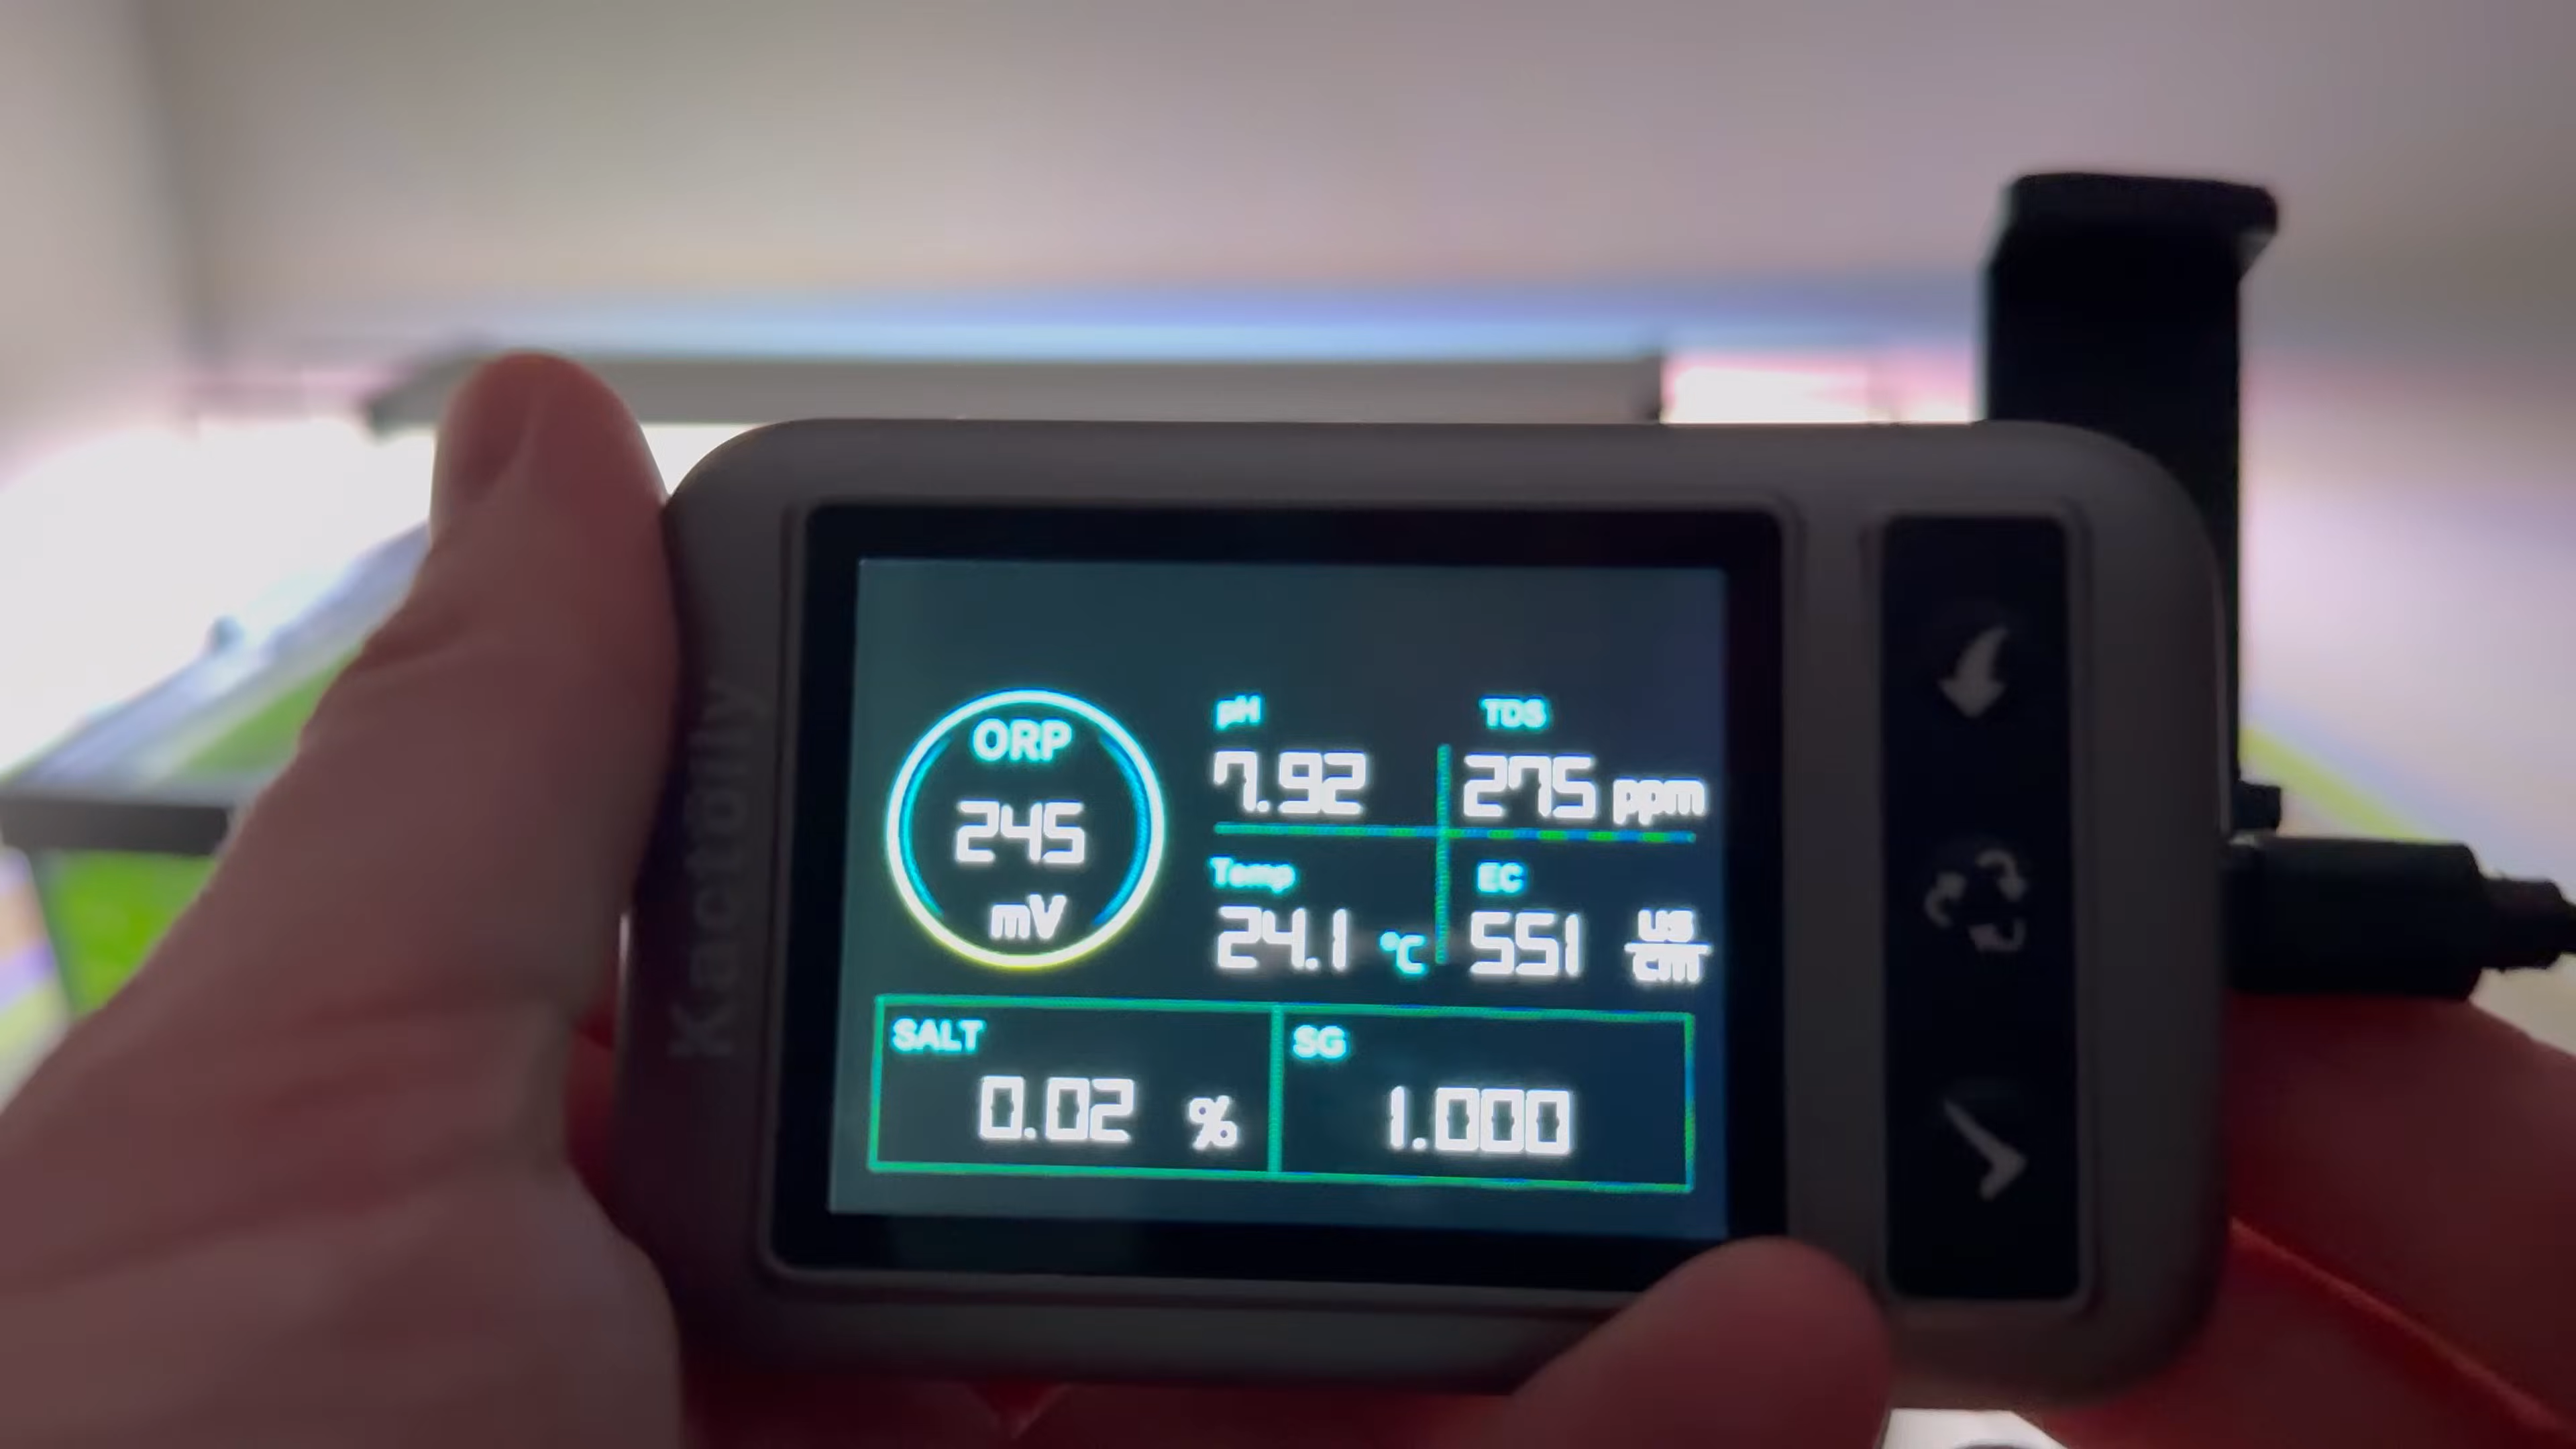 Kactoily
ORP
245
mV
pH
7.92
TDS
275 ppm
Temp
24.1 °C
EC
551 us/cm
SALT
0.02 %
SG
1.000